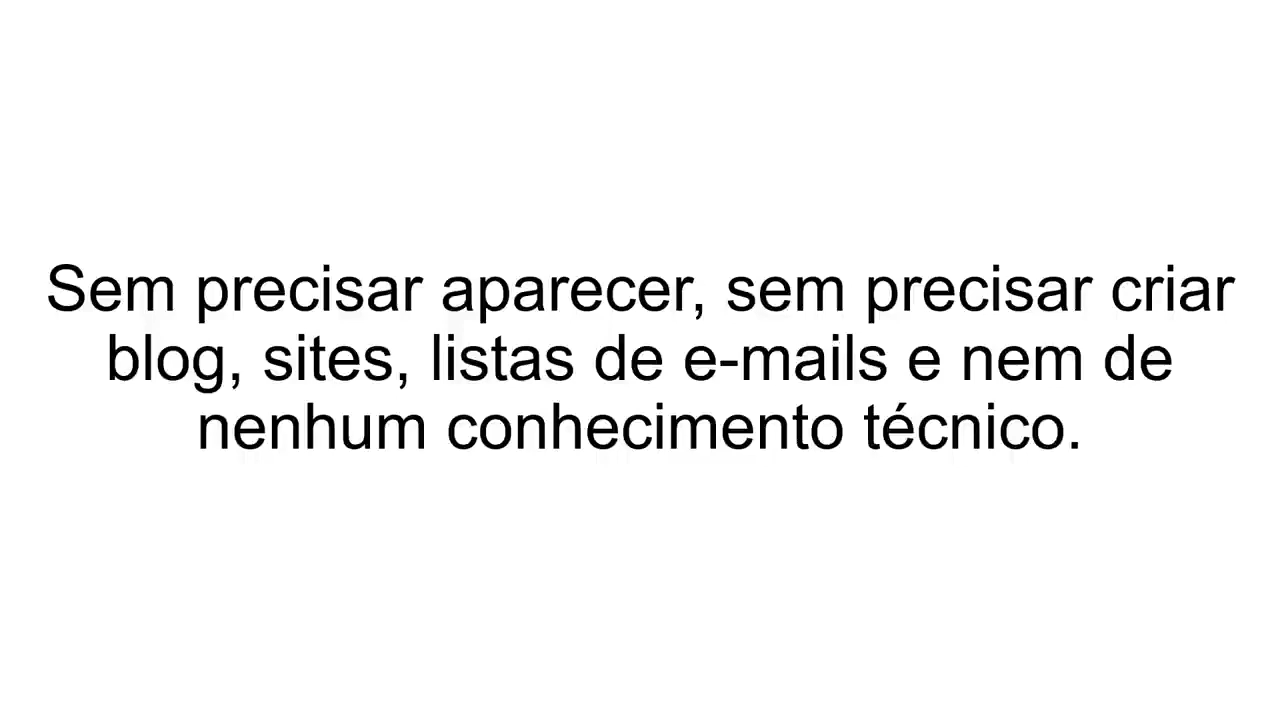 Sem precisar aparecer, sem precisar criar
blog, sites, listas de e-mails e nem de
nenhum conhecimento técnico.